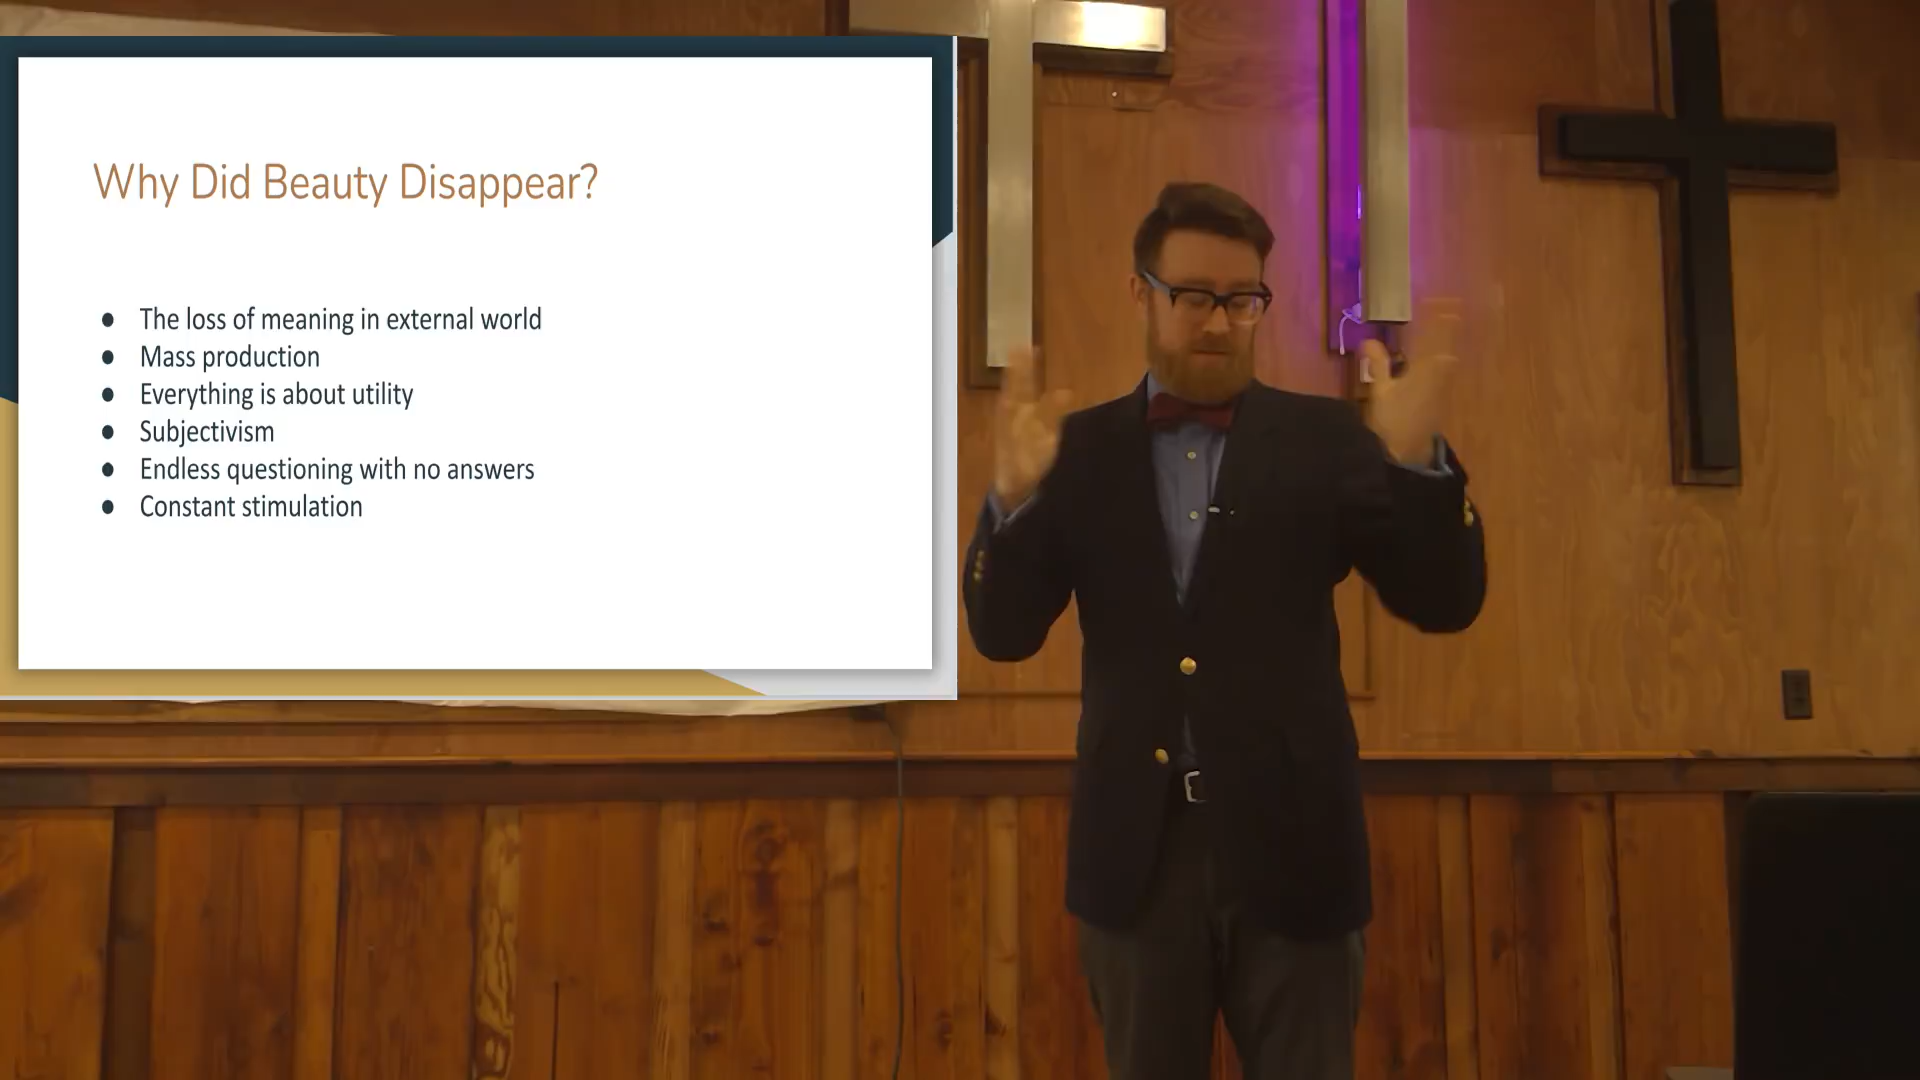 Why Did Beauty Disappear?
● The loss of meaning in external world
● Mass production
● Everything is about utility
● Subjectivism
● Endless questioning with no answers
● Constant stimulation